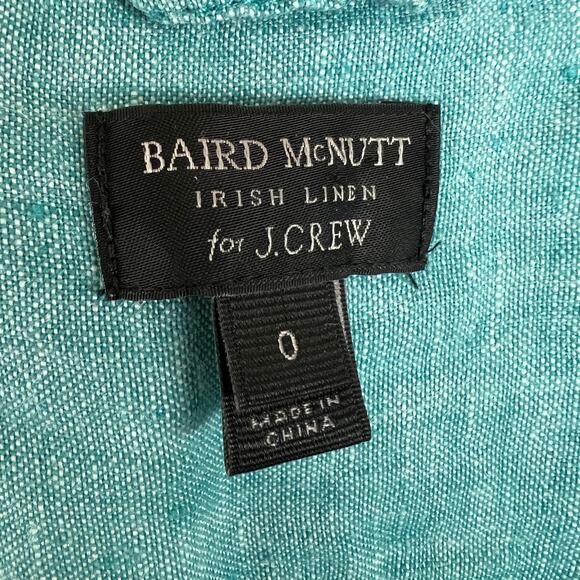 BAIRD McNUTT
IRISH LINEN
for J.CREW
0
MADE IN
CHINA